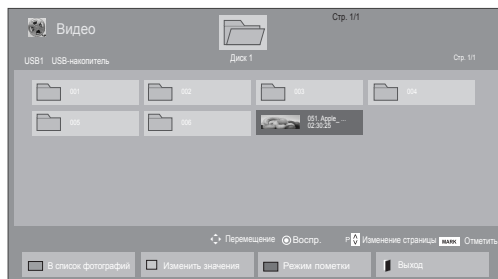 Стр. 1/1
Видео
USB1 USB-накопитель
Диск 1
Стр. 1/1
001 002 003 004
005 006 051. Apple_ ...
02:30:25
Перемещение Воспр. P Изменение страницы MARK Отметить
В список фотографий Изменить значения Режим пометки Выход